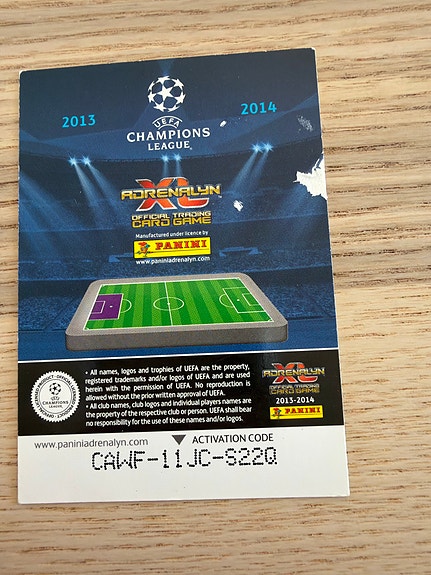 2013
2014
UEFA
CHAMPIONS
LEAGUE™
XL
ADRENALYN™
OFFICIAL TRADING
CARD GAME
Manufactured under licence by
PANINI
www.paniniadrenalyn.com
• All names, logos and trophies of UEFA are the property,
registered trademarks and/or logos of UEFA and are used
herein with the permission of UEFA. No reproduction is
allowed without the prior written approval of UEFA.
• All club names, club logos and individual players names are
the property of the respective club or person. UEFA shall bear
no responsibility for the use of these names and/or logos.
UEFA
CHAMPIONS
LEAGUE
XL
ADRENALYN
OFFICIAL TRADING
CARD GAME
2013-2014
PANINI
www.paniniadrenalyn.com
ACTIVATION CODE
CAWF-11JC-S22Q